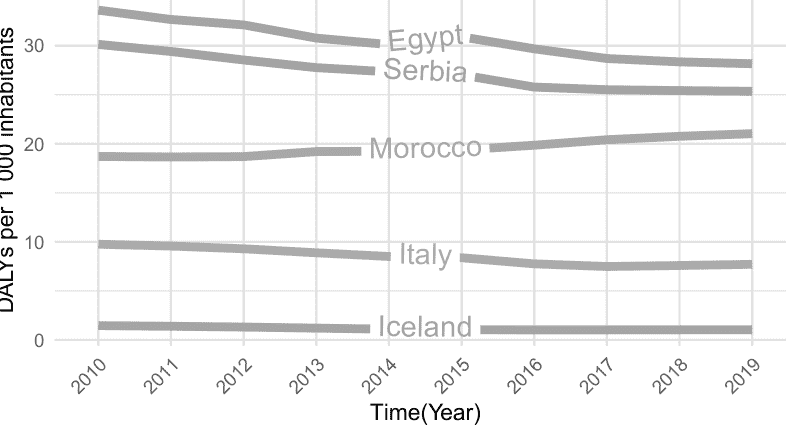 DALYs per 1 000 inhabitants
30
20
10
0
Egypt
Serbia
Morocco
Italy
Iceland
2010
2011
2012
2013
2014
2015
2016
2017
2018
2019
Time(Year)